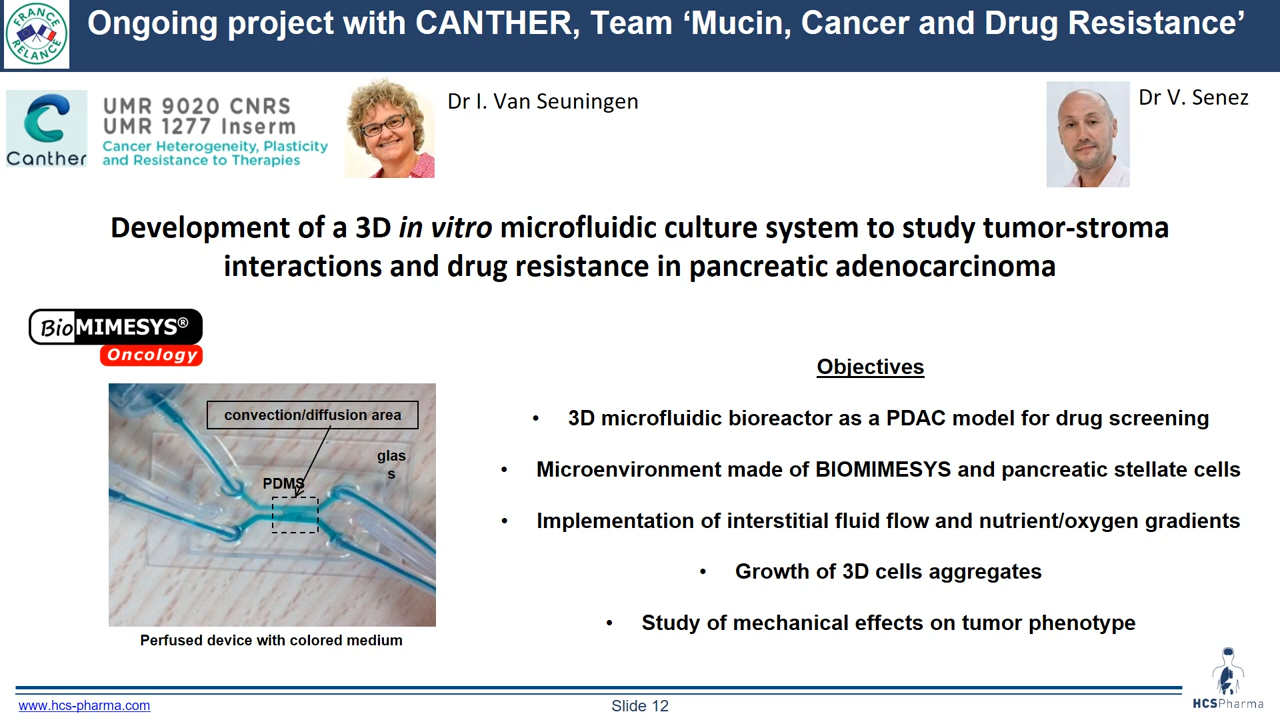 Ongoing project with CANTHER, Team ‘Mucin, Cancer and Drug Resistance’
FRANCE
RELANCE
Canther
UMR 9020 CNRS
UMR 1277 Inserm
Cancer Heterogeneity, Plasticity
and Resistance to Therapies
Dr I. Van Seuningen
Dr V. Senez
Development of a 3D in vitro microfluidic culture system to study tumor-stroma
interactions and drug resistance in pancreatic adenocarcinoma
BioMIMESYS®
Oncology
convection/diffusion area
glas
s
PDMS
Perfused device with colored medium
Objectives
• 3D microfluidic bioreactor as a PDAC model for drug screening
• Microenvironment made of BIOMIMESYS and pancreatic stellate cells
• Implementation of interstitial fluid flow and nutrient/oxygen gradients
• Growth of 3D cells aggregates
• Study of mechanical effects on tumor phenotype
www.hcs-pharma.com
Slide 12
HCSPharma